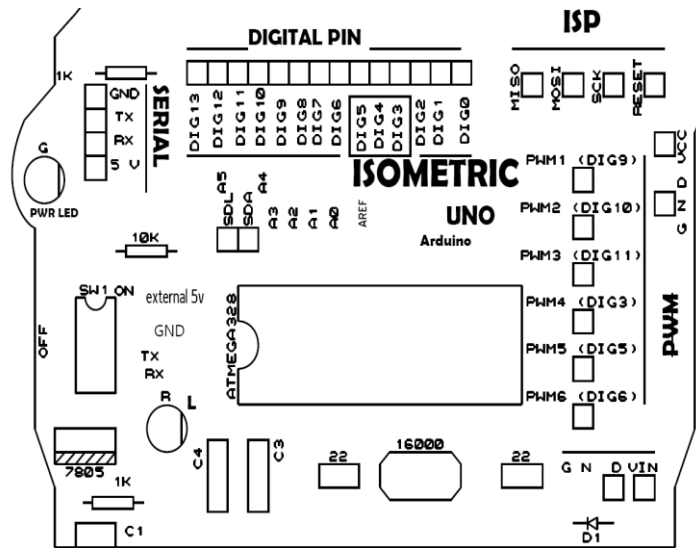 ISP
DIGITAL PIN
1K
GND
TX
RX
5 V
SERIAL
DIG13
DIG12
DIG11
DIG10
DIG9
DIG8
DIG7
DIG6
DIG5
DIG4
DIG3
DIG2
DIG1
DIG0
MISO
MOSI
SCK
RESET
G
PWR LED
ISOMETRIC
UNO
Arduino
SDL A5
SDA A4
A3
A2
A1
A0
AREF
VCC
G N D
PWM1 (DIG9)
PWM2 (DIG10)
PWM3 (DIG11)
PWM4 (DIG3)
PWM5 (DIG5)
PWM6 (DIG6)
PWM
10K
SW1 ON
OFF
external 5v
GND
TX
RX
ATMEGA328
R
L
7805
1K
C1
C4
C3
22
16000
22
G N D VIN
D1